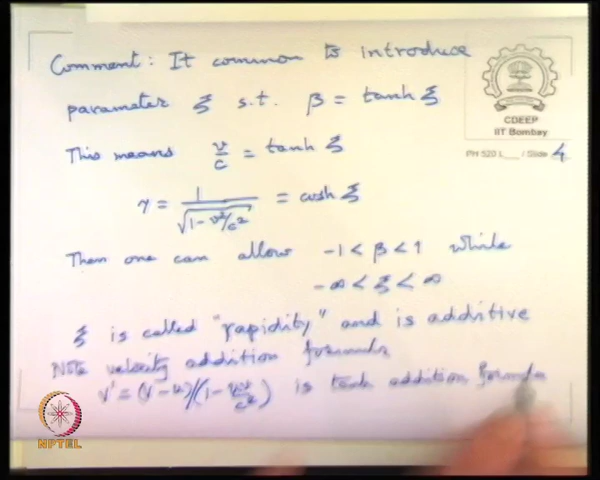 Comment: It common to introduce
parameter ξ s.t. β = tanh ξ
This means v/c = tanh ξ
γ = 1/√(1 - v²/c²) = cosh ξ
Then one can allow -1 < β < 1 while
-∞ < ξ < ∞
ξ is called "rapidity" and is additive
Note velocity addition formula
v' = (v - u)/(1 - uv/c²) is tanh addition formula
CDEEP
IIT Bombay
PH 520 L___ / Slide 4
NPTEL